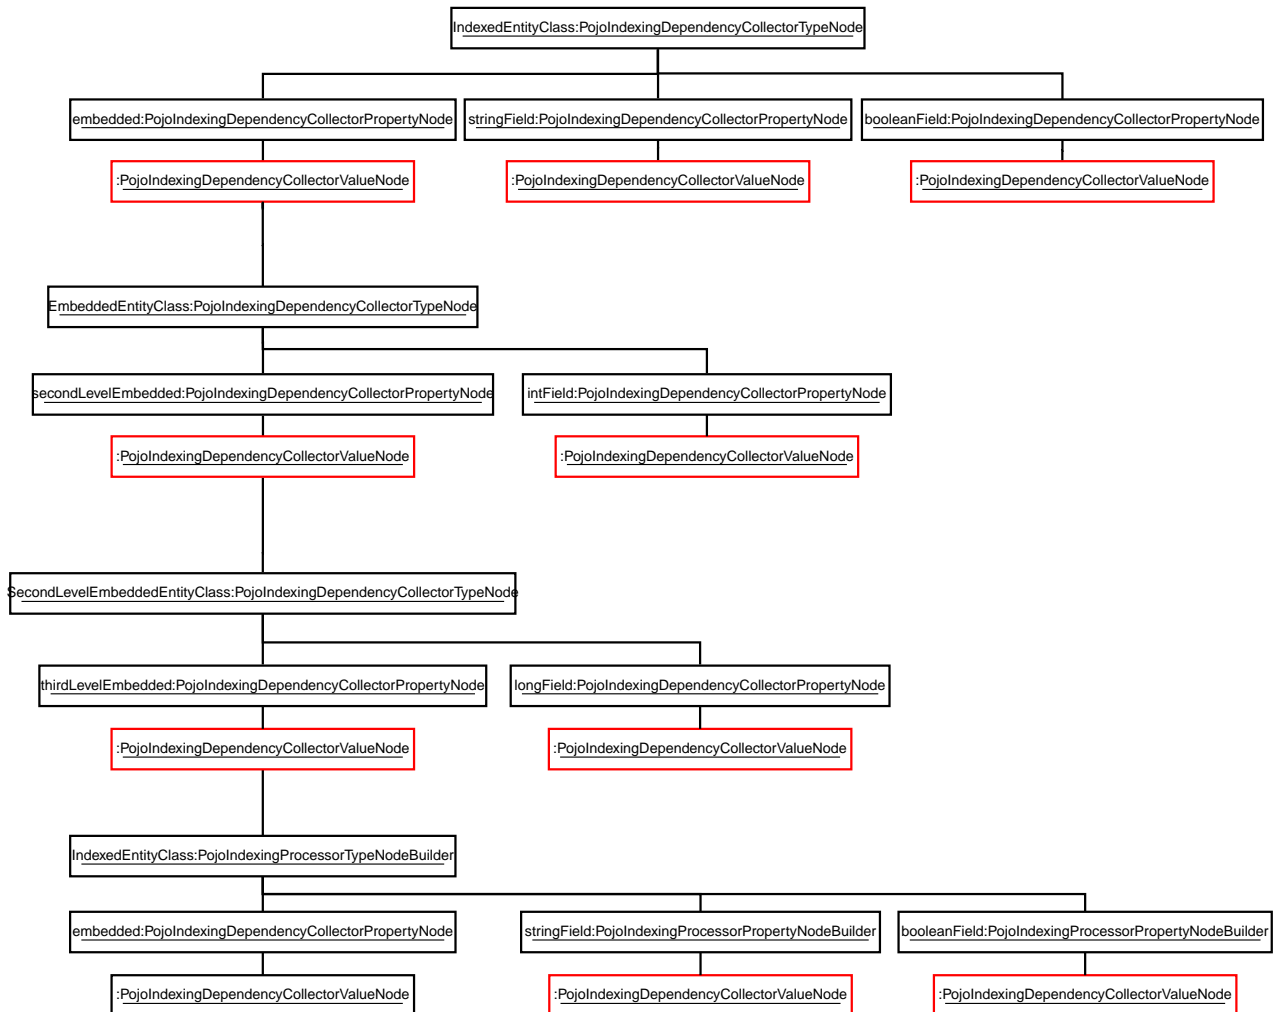 IndexedEntityClass:PojoIndexingDependencyCollectorTypeNode
embedded:PojoIndexingDependencyCollectorPropertyNode
stringField:PojoIndexingDependencyCollectorPropertyNode
booleanField:PojoIndexingDependencyCollectorPropertyNode
:PojoIndexingDependencyCollectorValueNode
:PojoIndexingDependencyCollectorValueNode
:PojoIndexingDependencyCollectorValueNode
EmbeddedEntityClass:PojoIndexingDependencyCollectorTypeNode
secondLevelEmbedded:PojoIndexingDependencyCollectorPropertyNode
intField:PojoIndexingDependencyCollectorPropertyNode
:PojoIndexingDependencyCollectorValueNode
:PojoIndexingDependencyCollectorValueNode
SecondLevelEmbeddedEntityClass:PojoIndexingDependencyCollectorTypeNode
thirdLevelEmbedded:PojoIndexingDependencyCollectorPropertyNode
longField:PojoIndexingDependencyCollectorPropertyNode
:PojoIndexingDependencyCollectorValueNode
:PojoIndexingDependencyCollectorValueNode
IndexedEntityClass:PojoIndexingProcessorTypeNodeBuilder
embedded:PojoIndexingDependencyCollectorPropertyNode
stringField:PojoIndexingProcessorPropertyNodeBuilder
booleanField:PojoIndexingProcessorPropertyNodeBuilder
:PojoIndexingDependencyCollectorValueNode
:PojoIndexingDependencyCollectorValueNode
:PojoIndexingDependencyCollectorValueNode